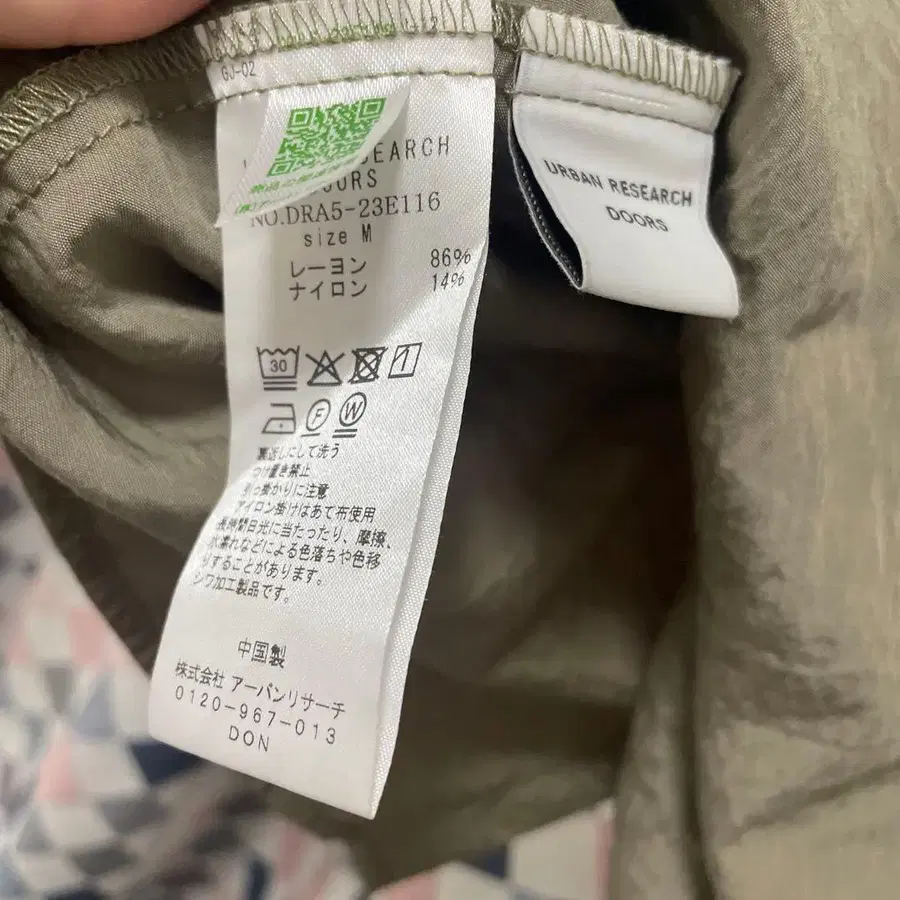 GJ-02
EARCH
URS
NO.DRA5-23E116
size M
レーヨン 86%
ナイロン 14%
30
F W
裏返しにして洗う
つけ置き禁止
引っ掛かりに注意
アイロン掛けはあて布使用
長時間日光に当たったり、摩擦、
水濡れなどによる色落ちや色移
りすることがあります。
シワ加工製品です。
中国製
株式会社 アーバンリサーチ
0120-967-013
DON
URBAN RESEARCH
DOORS